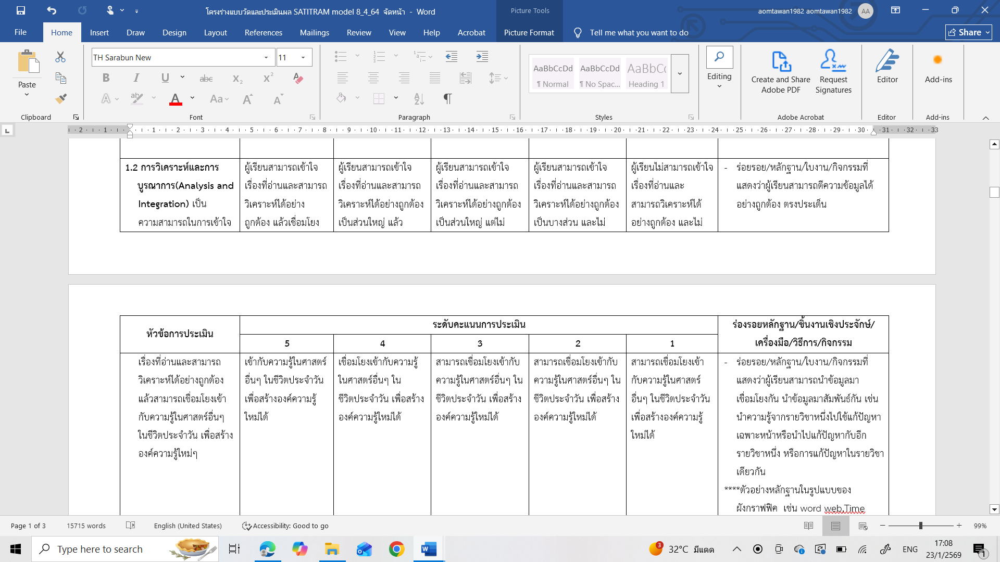 โครงร่างแบบวัดและประเมินผล SATITRAM model 8_4_64 จัดหน้า - Word
Picture Tools
aomtawan1982 aomtawan1982
AA
File Home Insert Draw Design Layout References Mailings Review View Help Acrobat Picture Format Tell me what you want to do Share
TH Sarabun New 11
Paste
AaBbCcDd AaBbCcDd AaBbCc
¶ Normal ¶ No Spac... Heading 1
Editing
Create and Share Adobe PDF
Request Signatures
Editor
Add-ins
Clipboard Font Paragraph Styles Adobe Acrobat Editor Add-ins
2 1 1 2 3 4 5 6 7 8 9 10 11 12 13 14 15 16 17 18 19 20 21 22 23 24 25 26 27 28 29 30 31 32 33
1.2 การวิเคราะห์และการ
บูรณาการ(Analysis and
Integration) เป็น
ความสามารถในการเข้าใจ
ผู้เรียนสามารถเข้าใจ
เรื่องที่อ่านและสามารถ
วิเคราะห์ได้อย่าง
ถูกต้อง แล้วเชื่อมโยง
ผู้เรียนสามารถเข้าใจ
เรื่องที่อ่านและสามารถ
วิเคราะห์ได้อย่างถูกต้อง
เป็นส่วนใหญ่ แล้ว
ผู้เรียนสามารถเข้าใจ
เรื่องที่อ่านและสามารถ
วิเคราะห์ได้อย่างถูกต้อง
เป็นส่วนใหญ่ แต่ไม่
ผู้เรียนสามารถเข้าใจ
เรื่องที่อ่านและสามารถ
วิเคราะห์ได้อย่างถูกต้อง
เป็นบางส่วน และไม่
ผู้เรียนไม่สามารถเข้าใจ
เรื่องที่อ่านและ
สามารถวิเคราะห์ได้
อย่างถูกต้อง และไม่
- ร่อยรอย/หลักฐาน/ใบงาน/กิจกรรมที่
แสดงว่าผู้เรียนสามารถตีความข้อมูลได้
อย่างถูกต้อง ตรงประเด็น
หัวข้อการประเมิน
ระดับคะแนนการประเมิน
5 4 3 2 1
ร่องรอยหลักฐาน/ชิ้นงานเชิงประจักษ์/
เครื่องมือ/วิธีการ/กิจกรรม
เรื่องที่อ่านและสามารถ
วิเคราะห์ได้อย่างถูกต้อง
แล้วสามารถเชื่อมโยงเข้า
กับความรู้ในศาสตร์อื่นๆ
ในชีวิตประจำวัน เพื่อสร้าง
องค์ความรู้ใหม่ๆ
เข้ากับความรู้ในศาสตร์
อื่นๆ ในชีวิตประจำวัน
เพื่อสร้างองค์ความรู้
ใหม่ได้
เชื่อมโยงเข้ากับความรู้
ในศาสตร์อื่นๆ ใน
ชีวิตประจำวัน เพื่อสร้าง
องค์ความรู้ใหม่ได้
สามารถเชื่อมโยงเข้ากับ
ความรู้ในศาสตร์อื่นๆ ใน
ชีวิตประจำวัน เพื่อสร้าง
องค์ความรู้ใหม่ได้
สามารถเชื่อมโยงเข้ากับ
ความรู้ในศาสตร์อื่นๆ ใน
ชีวิตประจำวัน เพื่อสร้าง
องค์ความรู้ใหม่ได้
สามารถเชื่อมโยงเข้า
กับความรู้ในศาสตร์
อื่นๆ ในชีวิตประจำวัน
เพื่อสร้างองค์ความรู้
ใหม่ได้
- ร่อยรอย/หลักฐาน/ใบงาน/กิจกรรมที่
แสดงว่าผู้เรียนสามารถนำข้อมูลมา
เชื่อมโยงกัน นำข้อมูลมาสัมพันธ์กัน เช่น
นำความรู้จากรายวิชาหนึ่งไปใช้แก้ปัญหา
เฉพาะหน้าหรือนำไปแก้ปัญหากับอีก
รายวิชาหนึ่ง หรือการแก้ปัญหาในรายวิชา
เดียวกัน
****ตัวอย่างหลักฐานในรูปแบบของ
ผังกราฟฟิค เช่น word web,Time
Page 1 of 3 15715 words English (United States) Accessibility: Good to go 99%
Type here to search
3 32°C มีแดด ENG
17:08
23/1/2569
1